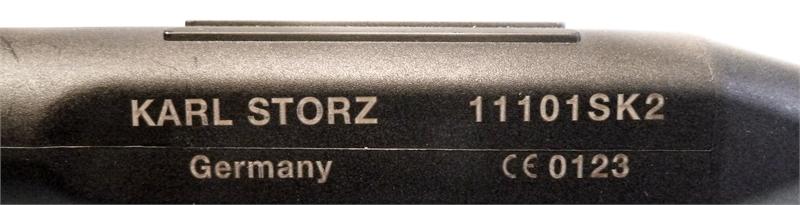 KARL STORZ 11101SK2
Germany CE 0123